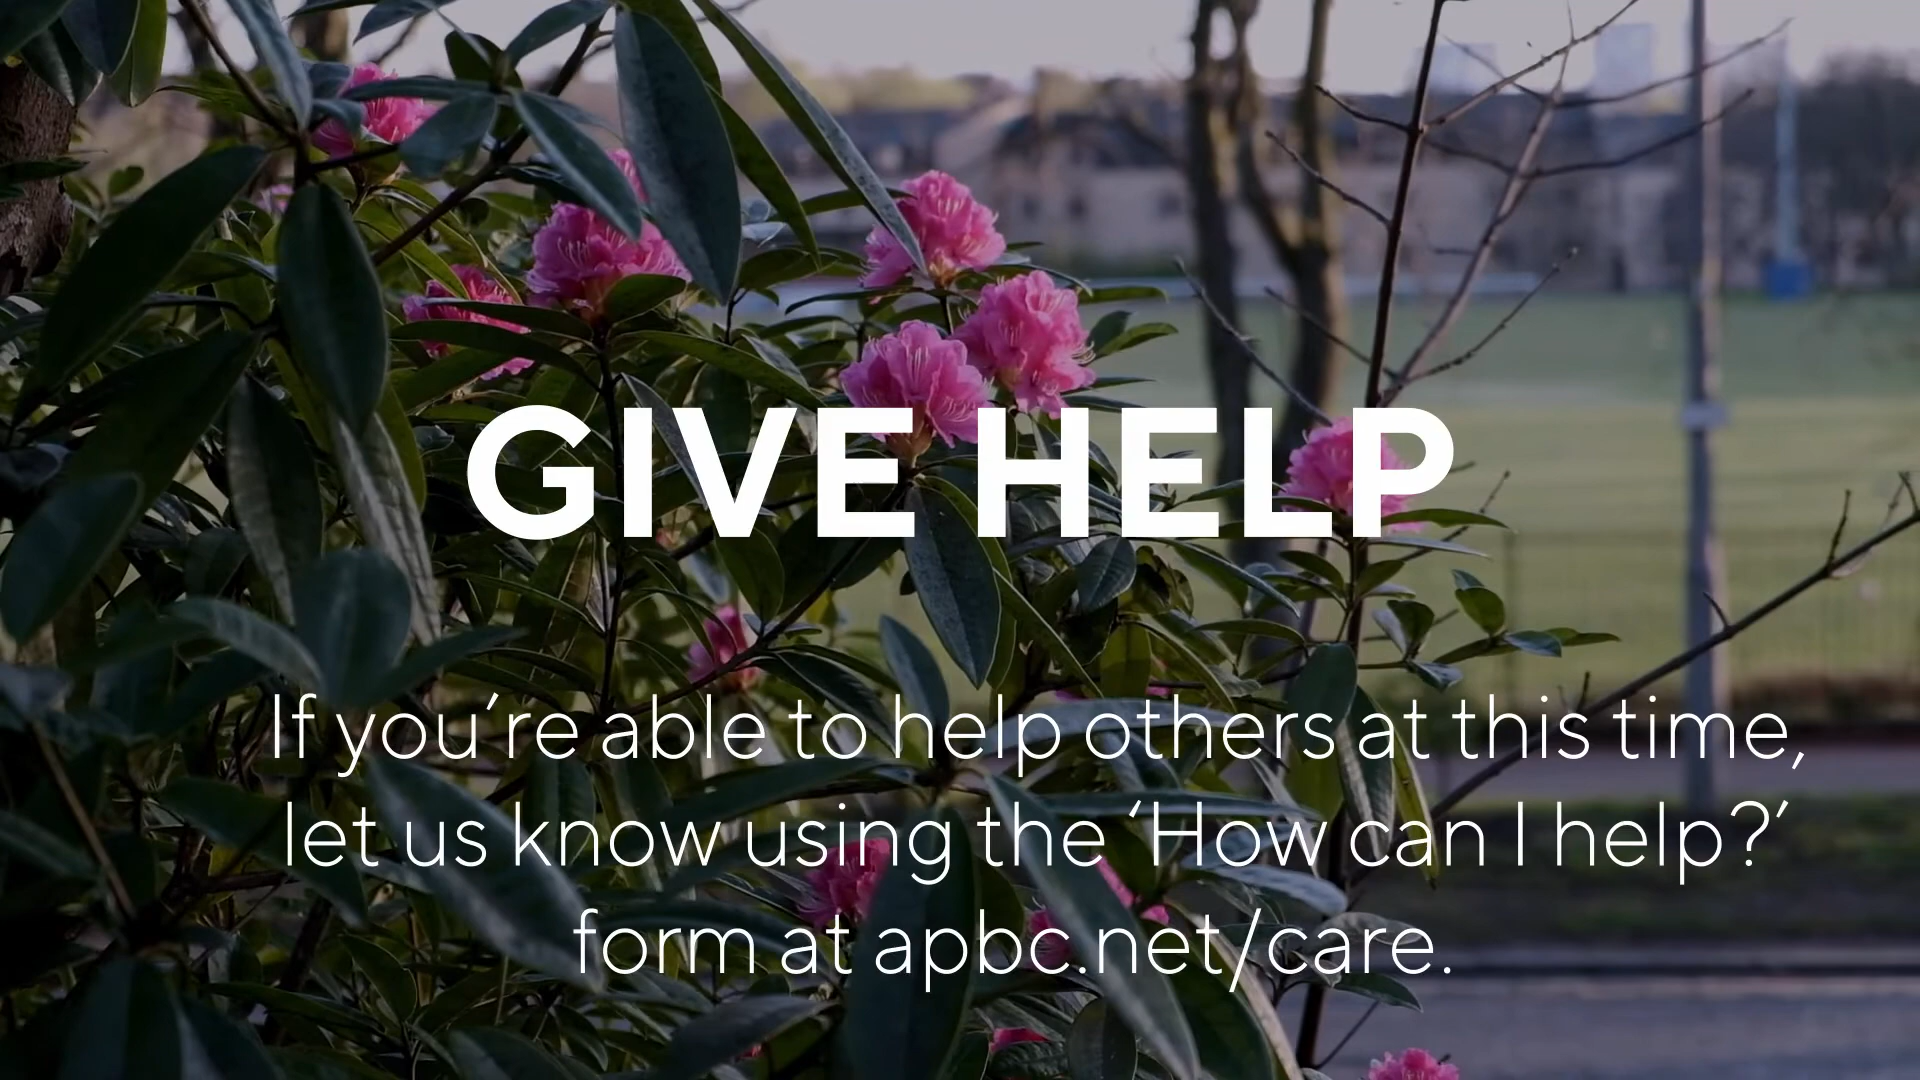 GIVE HELP
If you’re able to help others at this time,
let us know using the ‘How can I help?’
form at apbc.net/care.